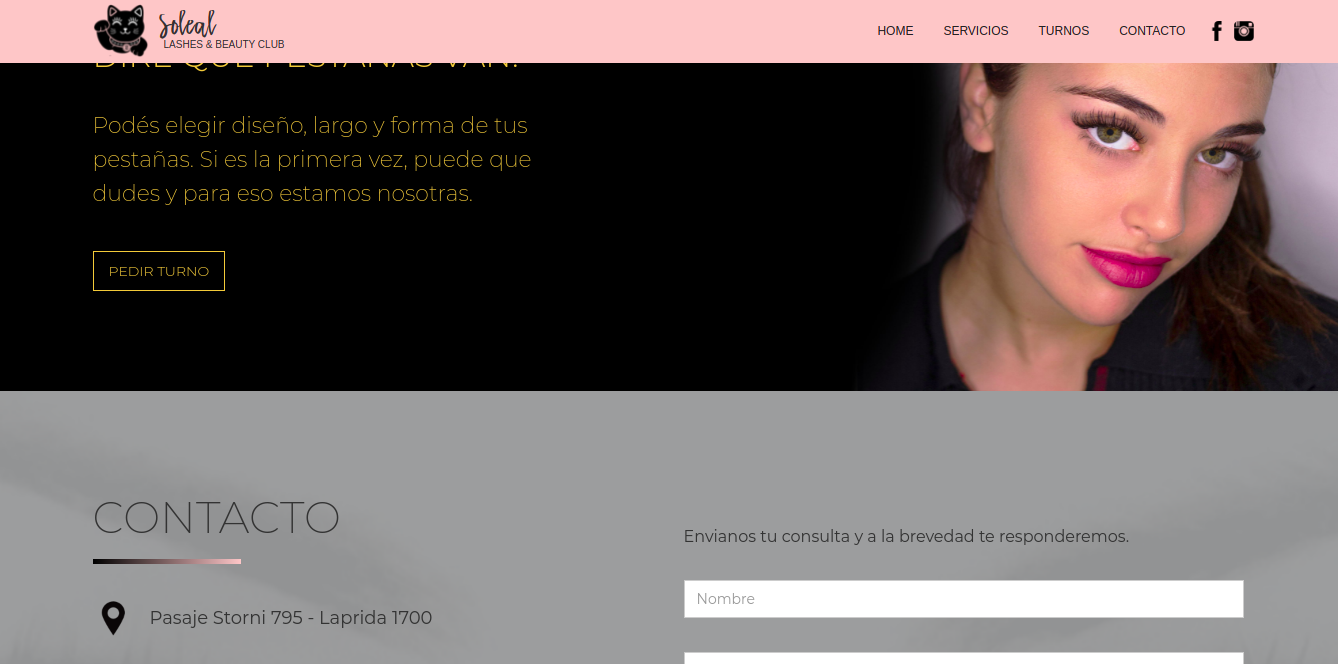 Soleal
LASHES & BEAUTY CLUB
HOME SERVICIOS TURNOS CONTACTO
Podés elegir diseño, largo y forma de tus
pestañas. Si es la primera vez, puede que
dudes y para eso estamos nosotras.
PEDIR TURNO
CONTACTO
Pasaje Storni 795 - Laprida 1700
Envianos tu consulta y a la brevedad te responderemos.
Nombre